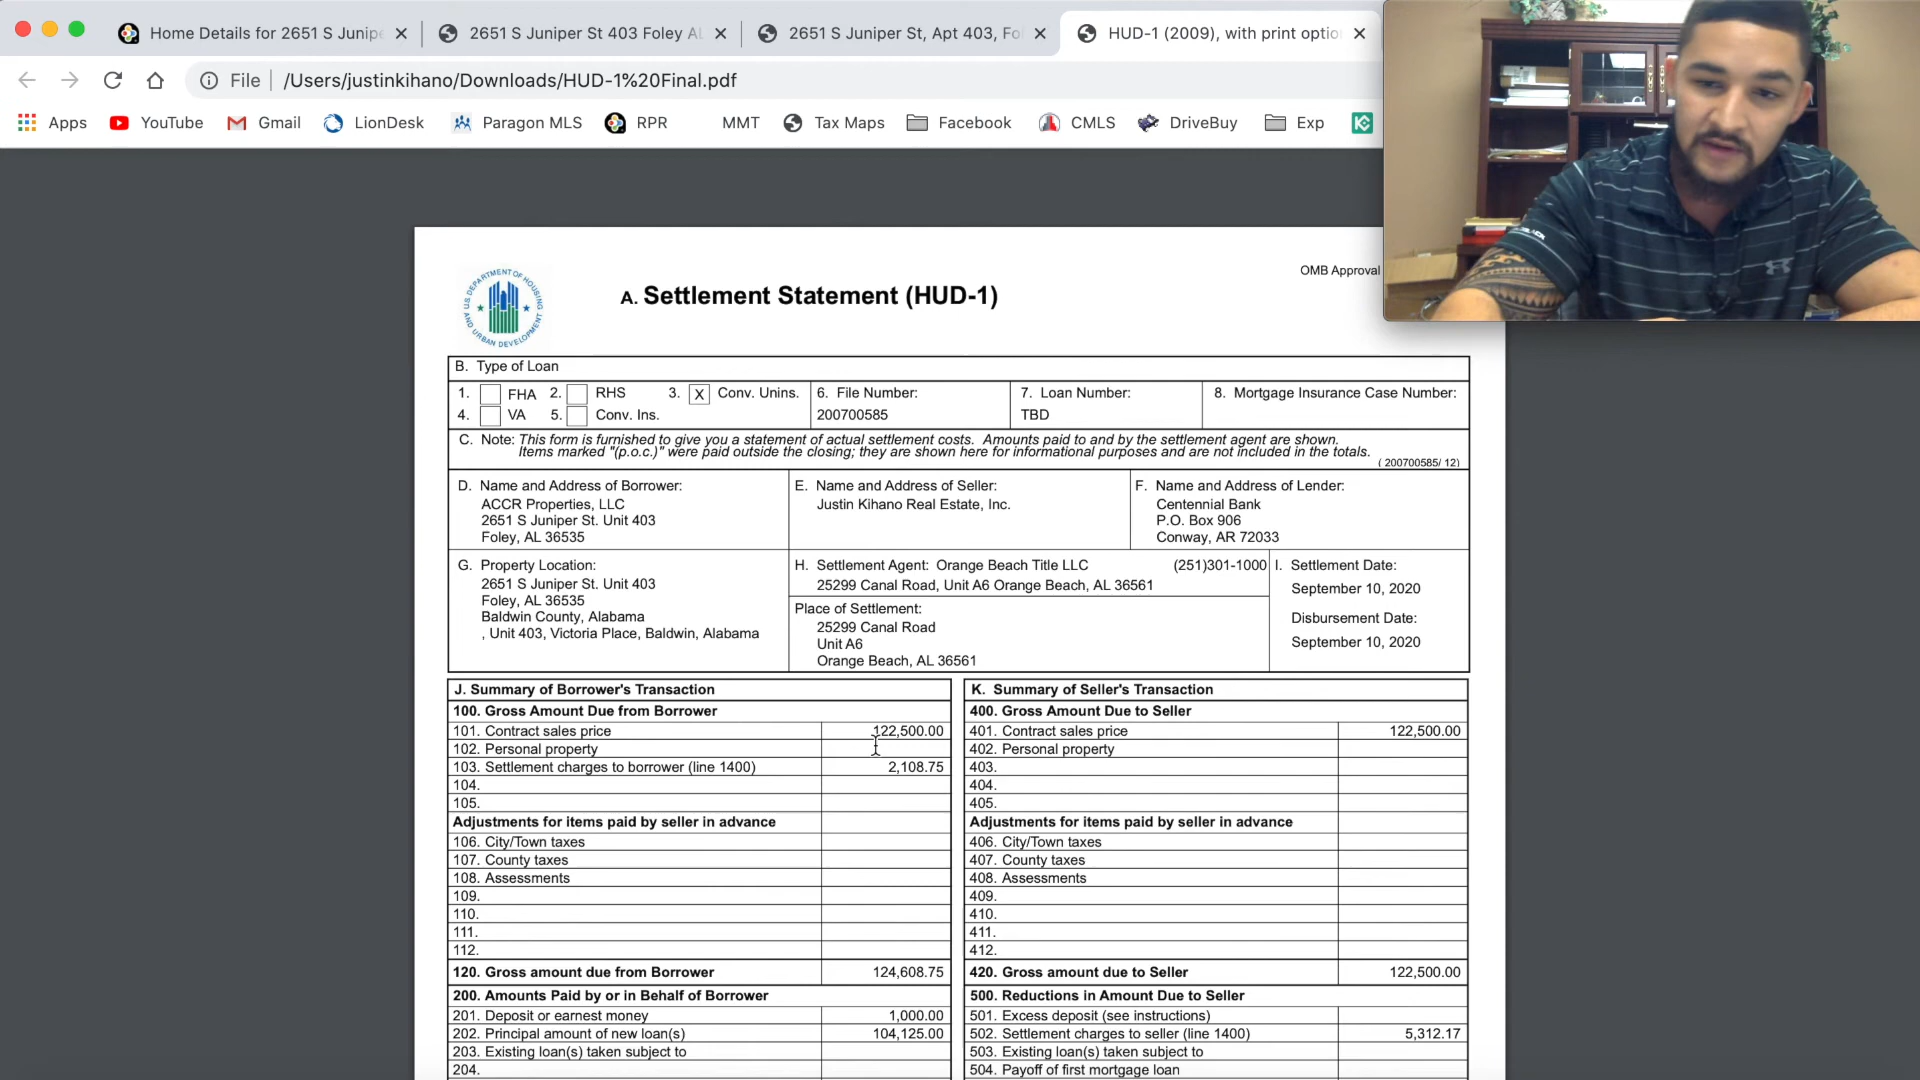 Home Details for 2651 S Junipe
2651 S Juniper St 403 Foley AL
2651 S Juniper St, Apt 403, Fo
HUD-1 (2009), with print optio
File
/Users/justinkihano/Downloads/HUD-1%20Final.pdf
Apps
YouTube
Gmail
LionDesk
Paragon MLS
RPR
MMT
Tax Maps
Facebook
CMLS
DriveBuy
Exp
U.S. DEPARTMENT OF HOUSING AND URBAN DEVELOPMENT
A. Settlement Statement (HUD-1)
OMB Approval
B. Type of Loan
1. FHA 2. RHS 3. X Conv. Unins.
4. VA 5. Conv. Ins.
6. File Number:
200700585
7. Loan Number:
TBD
8. Mortgage Insurance Case Number:
C. Note: This form is furnished to give you a statement of actual settlement costs. Amounts paid to and by the settlement agent are shown.
Items marked "(p.o.c.)" were paid outside the closing; they are shown here for informational purposes and are not included in the totals.
( 200700585/ 12)
D. Name and Address of Borrower:
ACCR Properties, LLC
2651 S Juniper St. Unit 403
Foley, AL 36535
E. Name and Address of Seller:
Justin Kihano Real Estate, Inc.
F. Name and Address of Lender:
Centennial Bank
P.O. Box 906
Conway, AR 72033
G. Property Location:
2651 S Juniper St. Unit 403
Foley, AL 36535
Baldwin County, Alabama
, Unit 403, Victoria Place, Baldwin, Alabama
H. Settlement Agent: Orange Beach Title LLC (251)301-1000
25299 Canal Road, Unit A6 Orange Beach, AL 36561
Place of Settlement:
25299 Canal Road
Unit A6
Orange Beach, AL 36561
I. Settlement Date:
September 10, 2020
Disbursement Date:
September 10, 2020
J. Summary of Borrower's Transaction
100. Gross Amount Due from Borrower
101. Contract sales price 122,500.00
102. Personal property
103. Settlement charges to borrower (line 1400) 2,108.75
104.
105.
Adjustments for items paid by seller in advance
106. City/Town taxes
107. County taxes
108. Assessments
109.
110.
111.
112.
120. Gross amount due from Borrower 124,608.75
200. Amounts Paid by or in Behalf of Borrower
201. Deposit or earnest money 1,000.00
202. Principal amount of new loan(s) 104,125.00
203. Existing loan(s) taken subject to
204.
K. Summary of Seller's Transaction
400. Gross Amount Due to Seller
401. Contract sales price 122,500.00
402. Personal property
403.
404.
405.
Adjustments for items paid by seller in advance
406. City/Town taxes
407. County taxes
408. Assessments
409.
410.
411.
412.
420. Gross amount due to Seller 122,500.00
500. Reductions in Amount Due to Seller
501. Excess deposit (see instructions)
502. Settlement charges to seller (line 1400) 5,312.17
503. Existing loan(s) taken subject to
504. Payoff of first mortgage loan